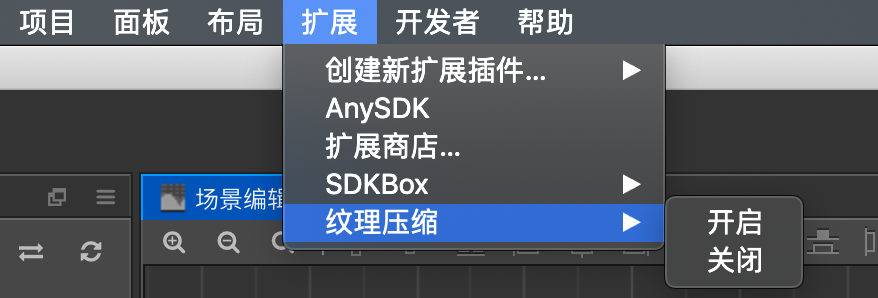 项目 面板 布局 扩展 开发者 帮助
创建新扩展插件...
AnySDK
扩展商店...
SDKBox
场景编辑
纹理压缩
开启
关闭